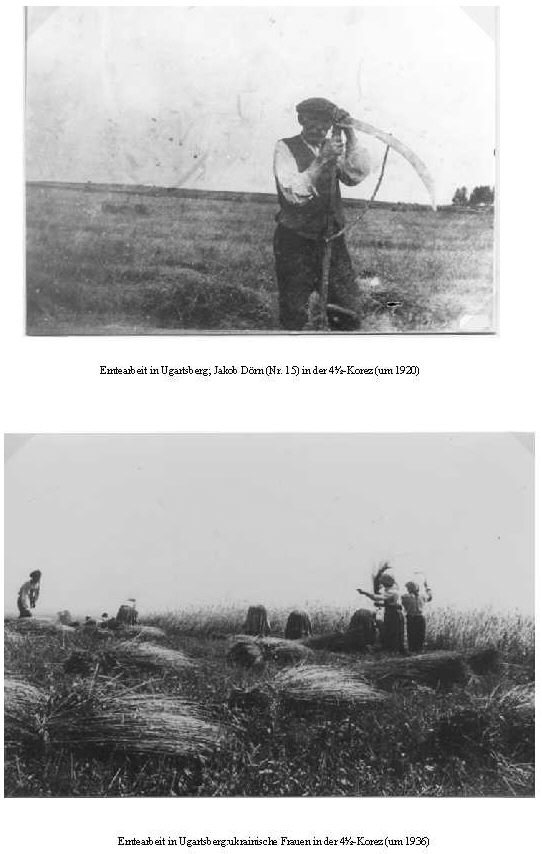 Erntearbeit in Ugartsberg; Jakob Dörn (Nr. 15) in der 4½-Korez (um 1920)
Erntearbeit in Ugartsberg:ukrainische Frauen in der 4½-Korez (um 1936)